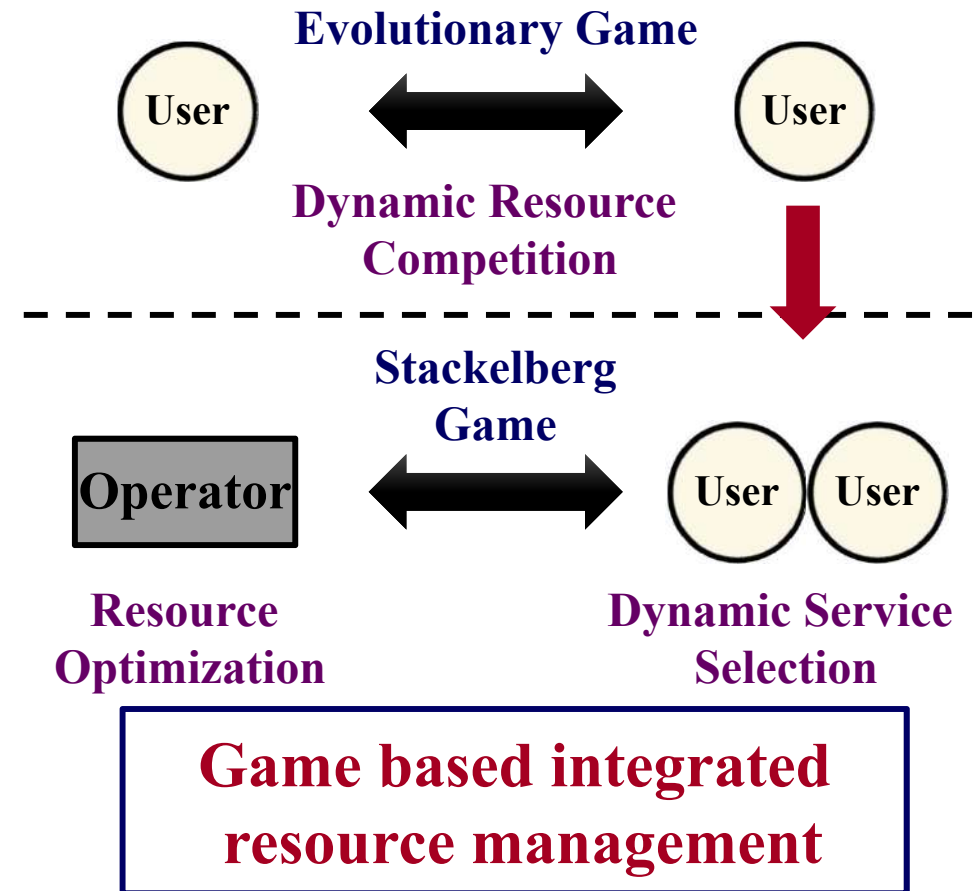 Evolutionary Game
User
User
Dynamic Resource
Competition
Stackelberg
Game
Operator
User
User
Resource
Optimization
Dynamic Service
Selection
Game based integrated
resource management